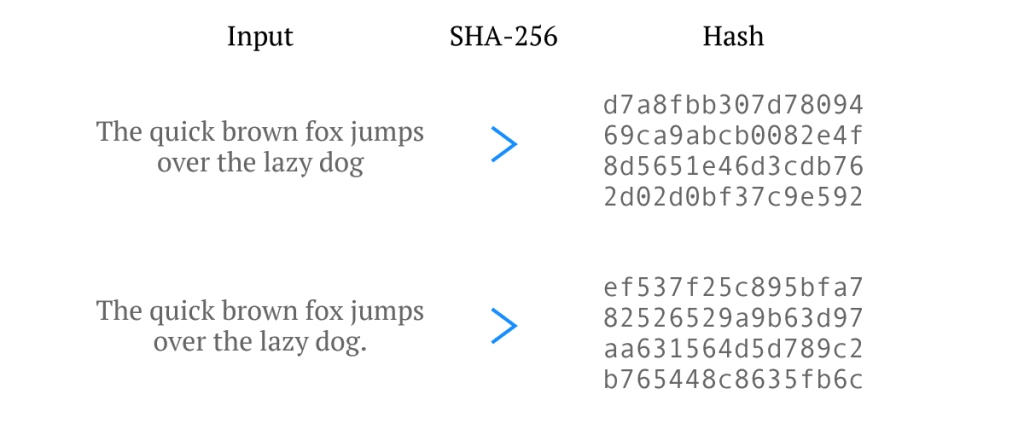 Input SHA-256 Hash
The quick brown fox jumps
over the lazy dog
d7a8fbb307d78094
69ca9abcb0082e4f
8d5651e46d3cdb76
2d02d0bf37c9e592
The quick brown fox jumps
over the lazy dog.
ef537f25c895bfa7
82526529a9b63d97
aa631564d5d789c2
b765448c8635fb6c